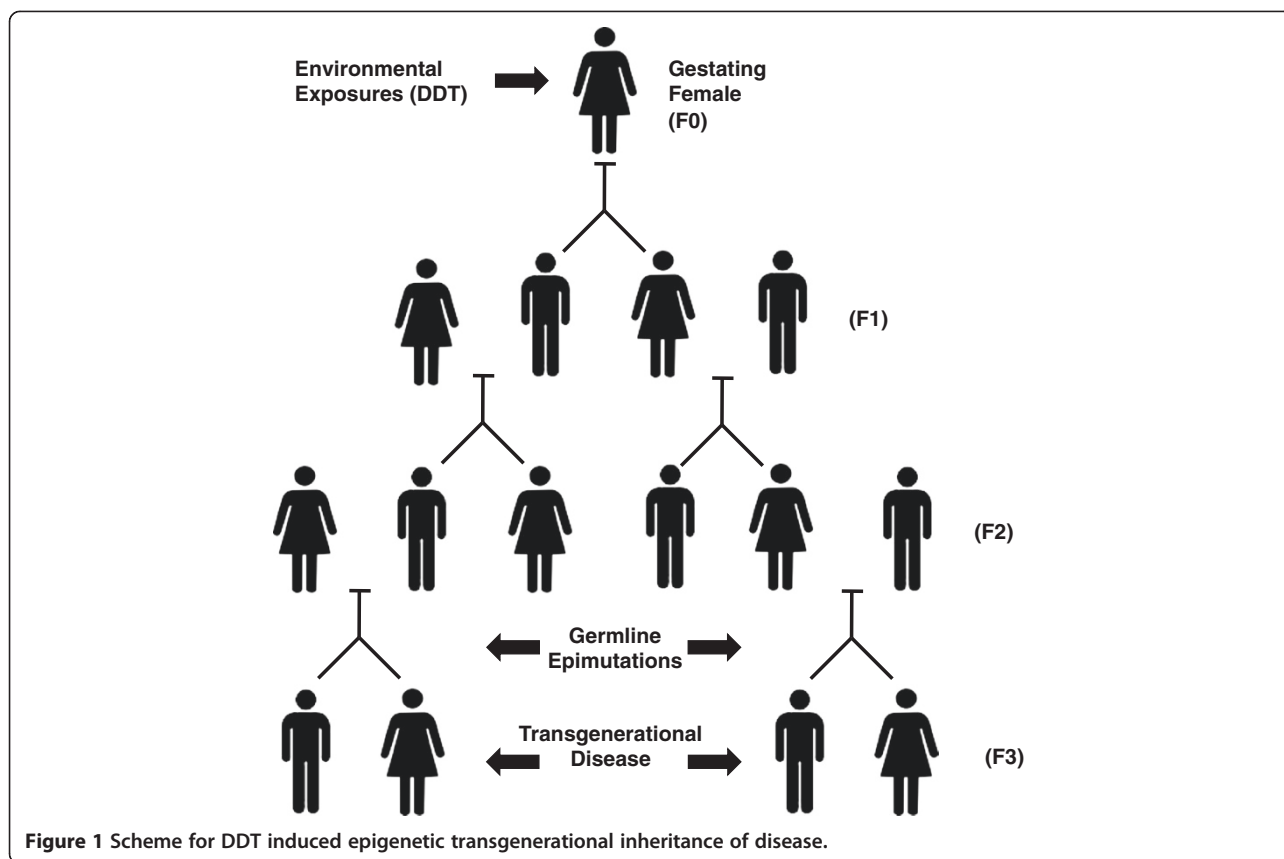 Environmental
Exposures (DDT)
Gestating
Female
(F0)
(F1)
(F2)
Germline
Epimutations
Transgenerational
Disease
(F3)
Figure 1 Scheme for DDT induced epigenetic transgenerational inheritance of disease.